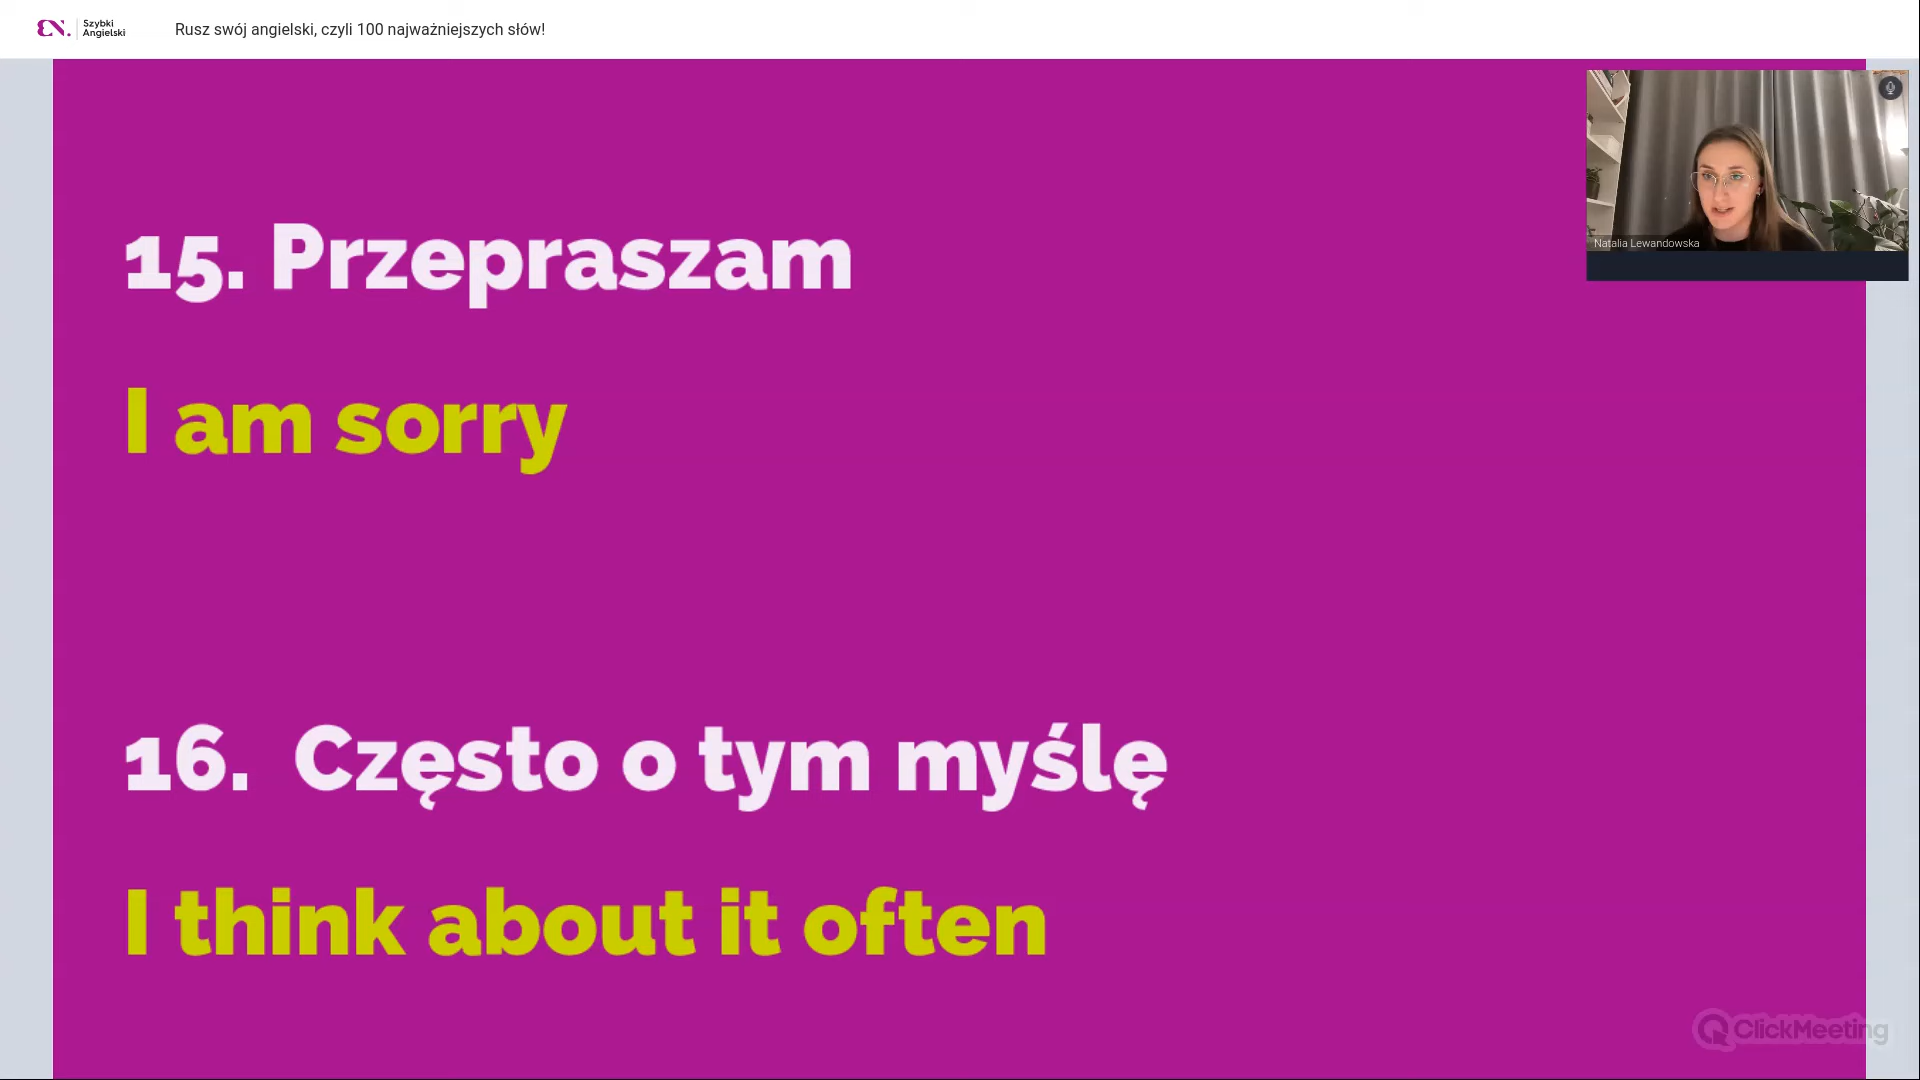 Szybki
Angielski
Rusz swój angielski, czyli 100 najważniejszych słów!
15. Przepraszam
I am sorry
16. Często o tym myślę
I think about it often
Natalia Lewandowska
ClickMeeting